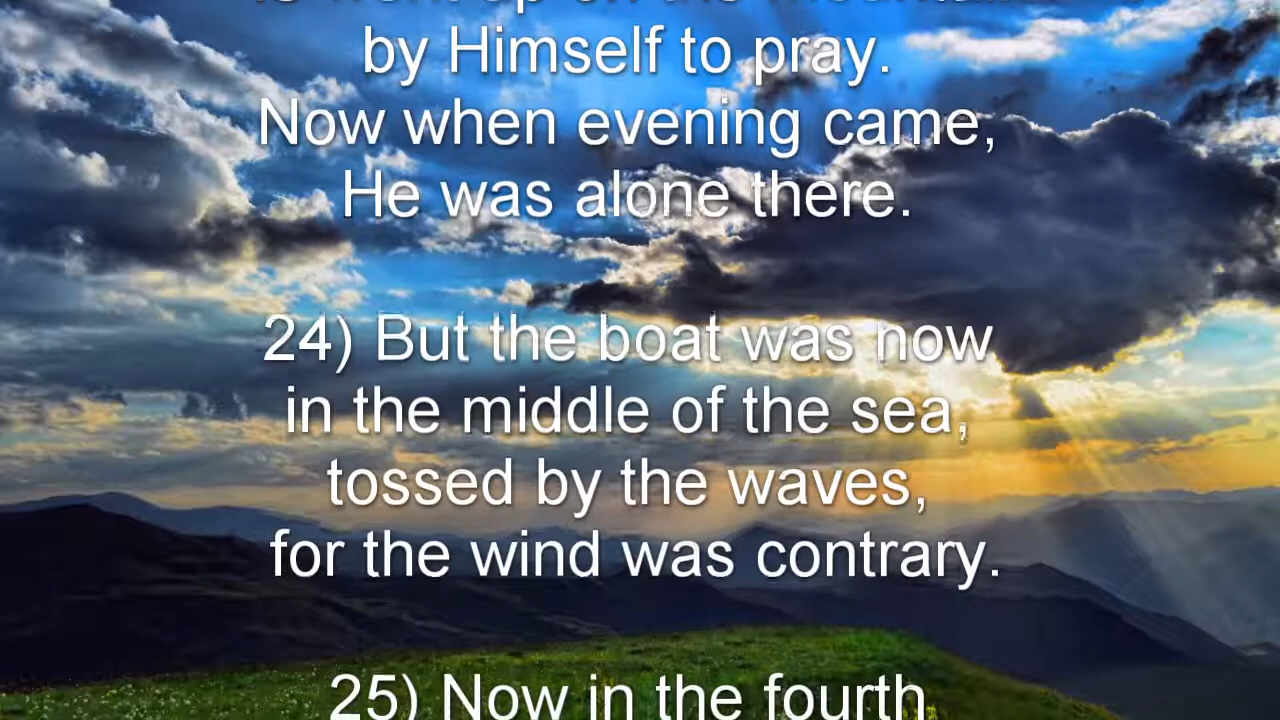 by Himself to pray.
Now when evening came,
He was alone there.
24) But the boat was now
in the middle of the sea,
tossed by the waves,
for the wind was contrary.
25) Now in the fourth